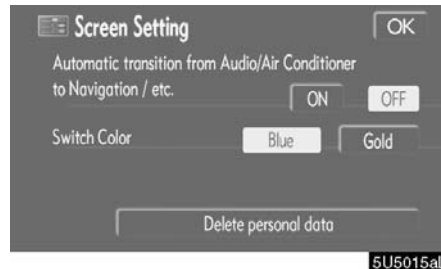 Screen Setting
OK
Automatic transition from Audio/Air Conditioner
to Navigation / etc.
ON
OFF
Switch Color
Blue
Gold
Delete personal data
5U5015al